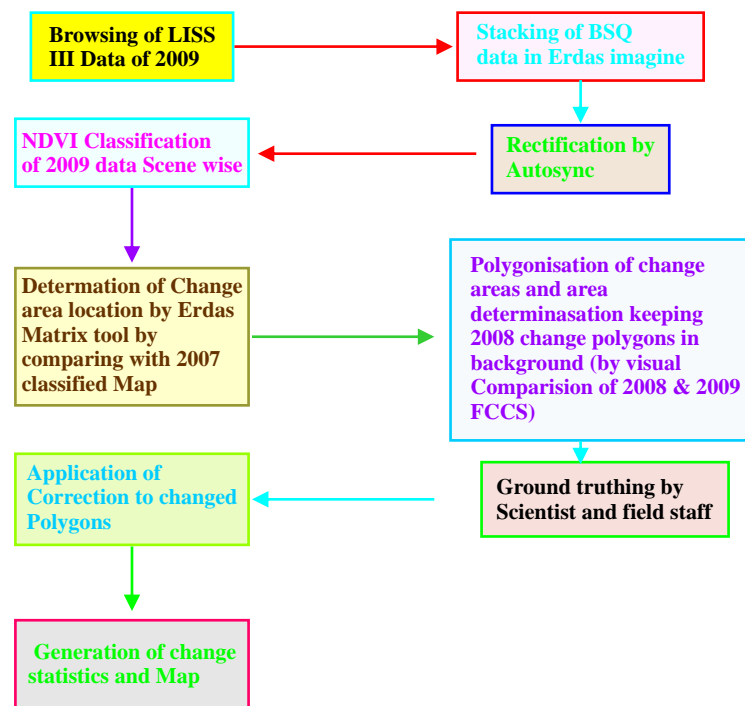 Browsing of LISS
III Data of 2009
Stacking of BSQ
data in Erdas imagine
Rectification by
Autosync
NDVI Classification
of 2009 data Scene wise
Determation of Change
area location by Erdas
Matrix tool by
comparing with 2007
classified Map
Polygonisation of change
areas and area
determinasation keeping
2008 change polygons in
background (by visual
Comparision of 2008 & 2009
FCCS)
Ground truthing by
Scientist and field staff
Application of
Correction to changed
Polygons
Generation of change
statistics and Map